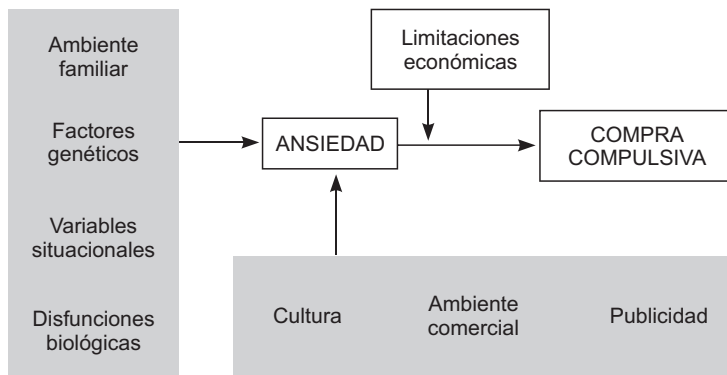 Ambiente
familiar
Factores
genéticos
Variables
situacionales
Disfunciones
biológicas
Limitaciones
económicas
ANSIEDAD
COMPRA
COMPULSIVA
Cultura
Ambiente
comercial
Publicidad